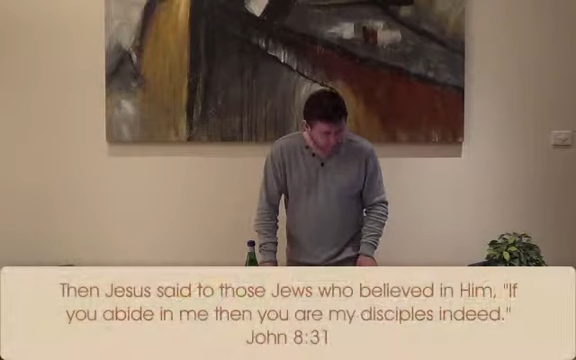 Then Jesus said to those Jews who believed in Him, "If
you abide in me then you are my disciples indeed."
John 8:31